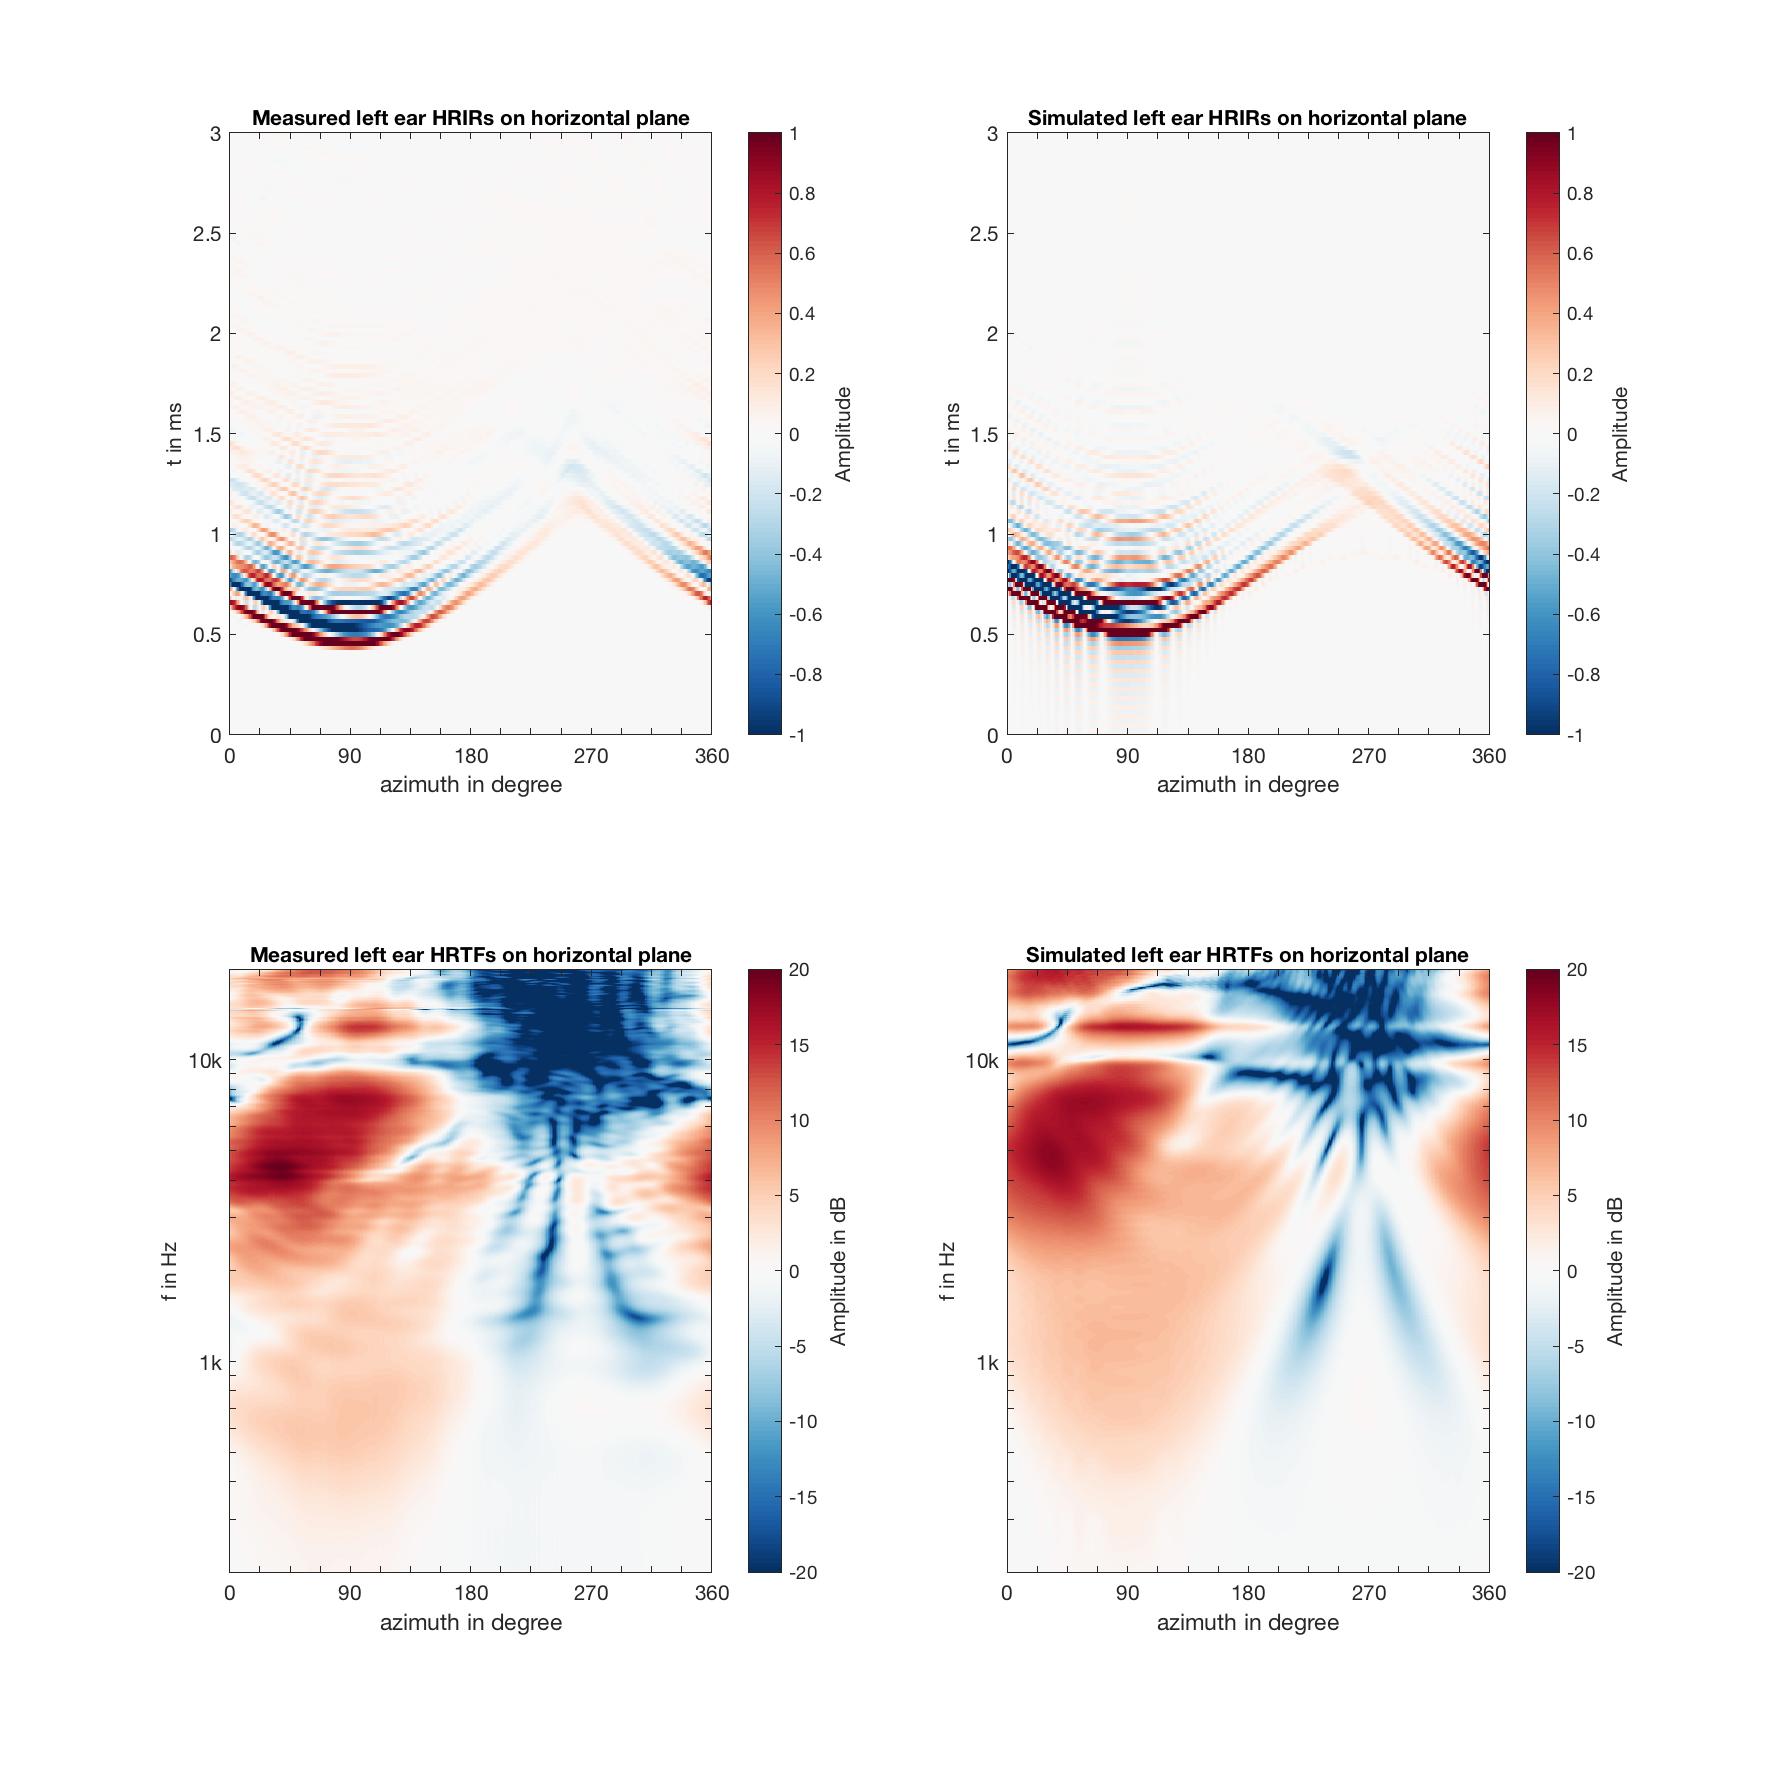 Measured left ear HRIRs on horizontal plane
3
2.5
2
1.5
1
0.5
0
t in ms
0 90 180 270 360
azimuth in degree
1
0.8
0.6
0.4
0.2
0
-0.2
-0.4
-0.6
-0.8
-1
Amplitude
Simulated left ear HRIRs on horizontal plane
3
2.5
2
1.5
1
0.5
0
t in ms
0 90 180 270 360
azimuth in degree
1
0.8
0.6
0.4
0.2
0
-0.2
-0.4
-0.6
-0.8
-1
Amplitude
Measured left ear HRTFs on horizontal plane
10k
1k
f in Hz
0 90 180 270 360
azimuth in degree
20
15
10
5
0
-5
-10
-15
-20
Amplitude in dB
Simulated left ear HRTFs on horizontal plane
10k
1k
f in Hz
0 90 180 270 360
azimuth in degree
20
15
10
5
0
-5
-10
-15
-20
Amplitude in dB